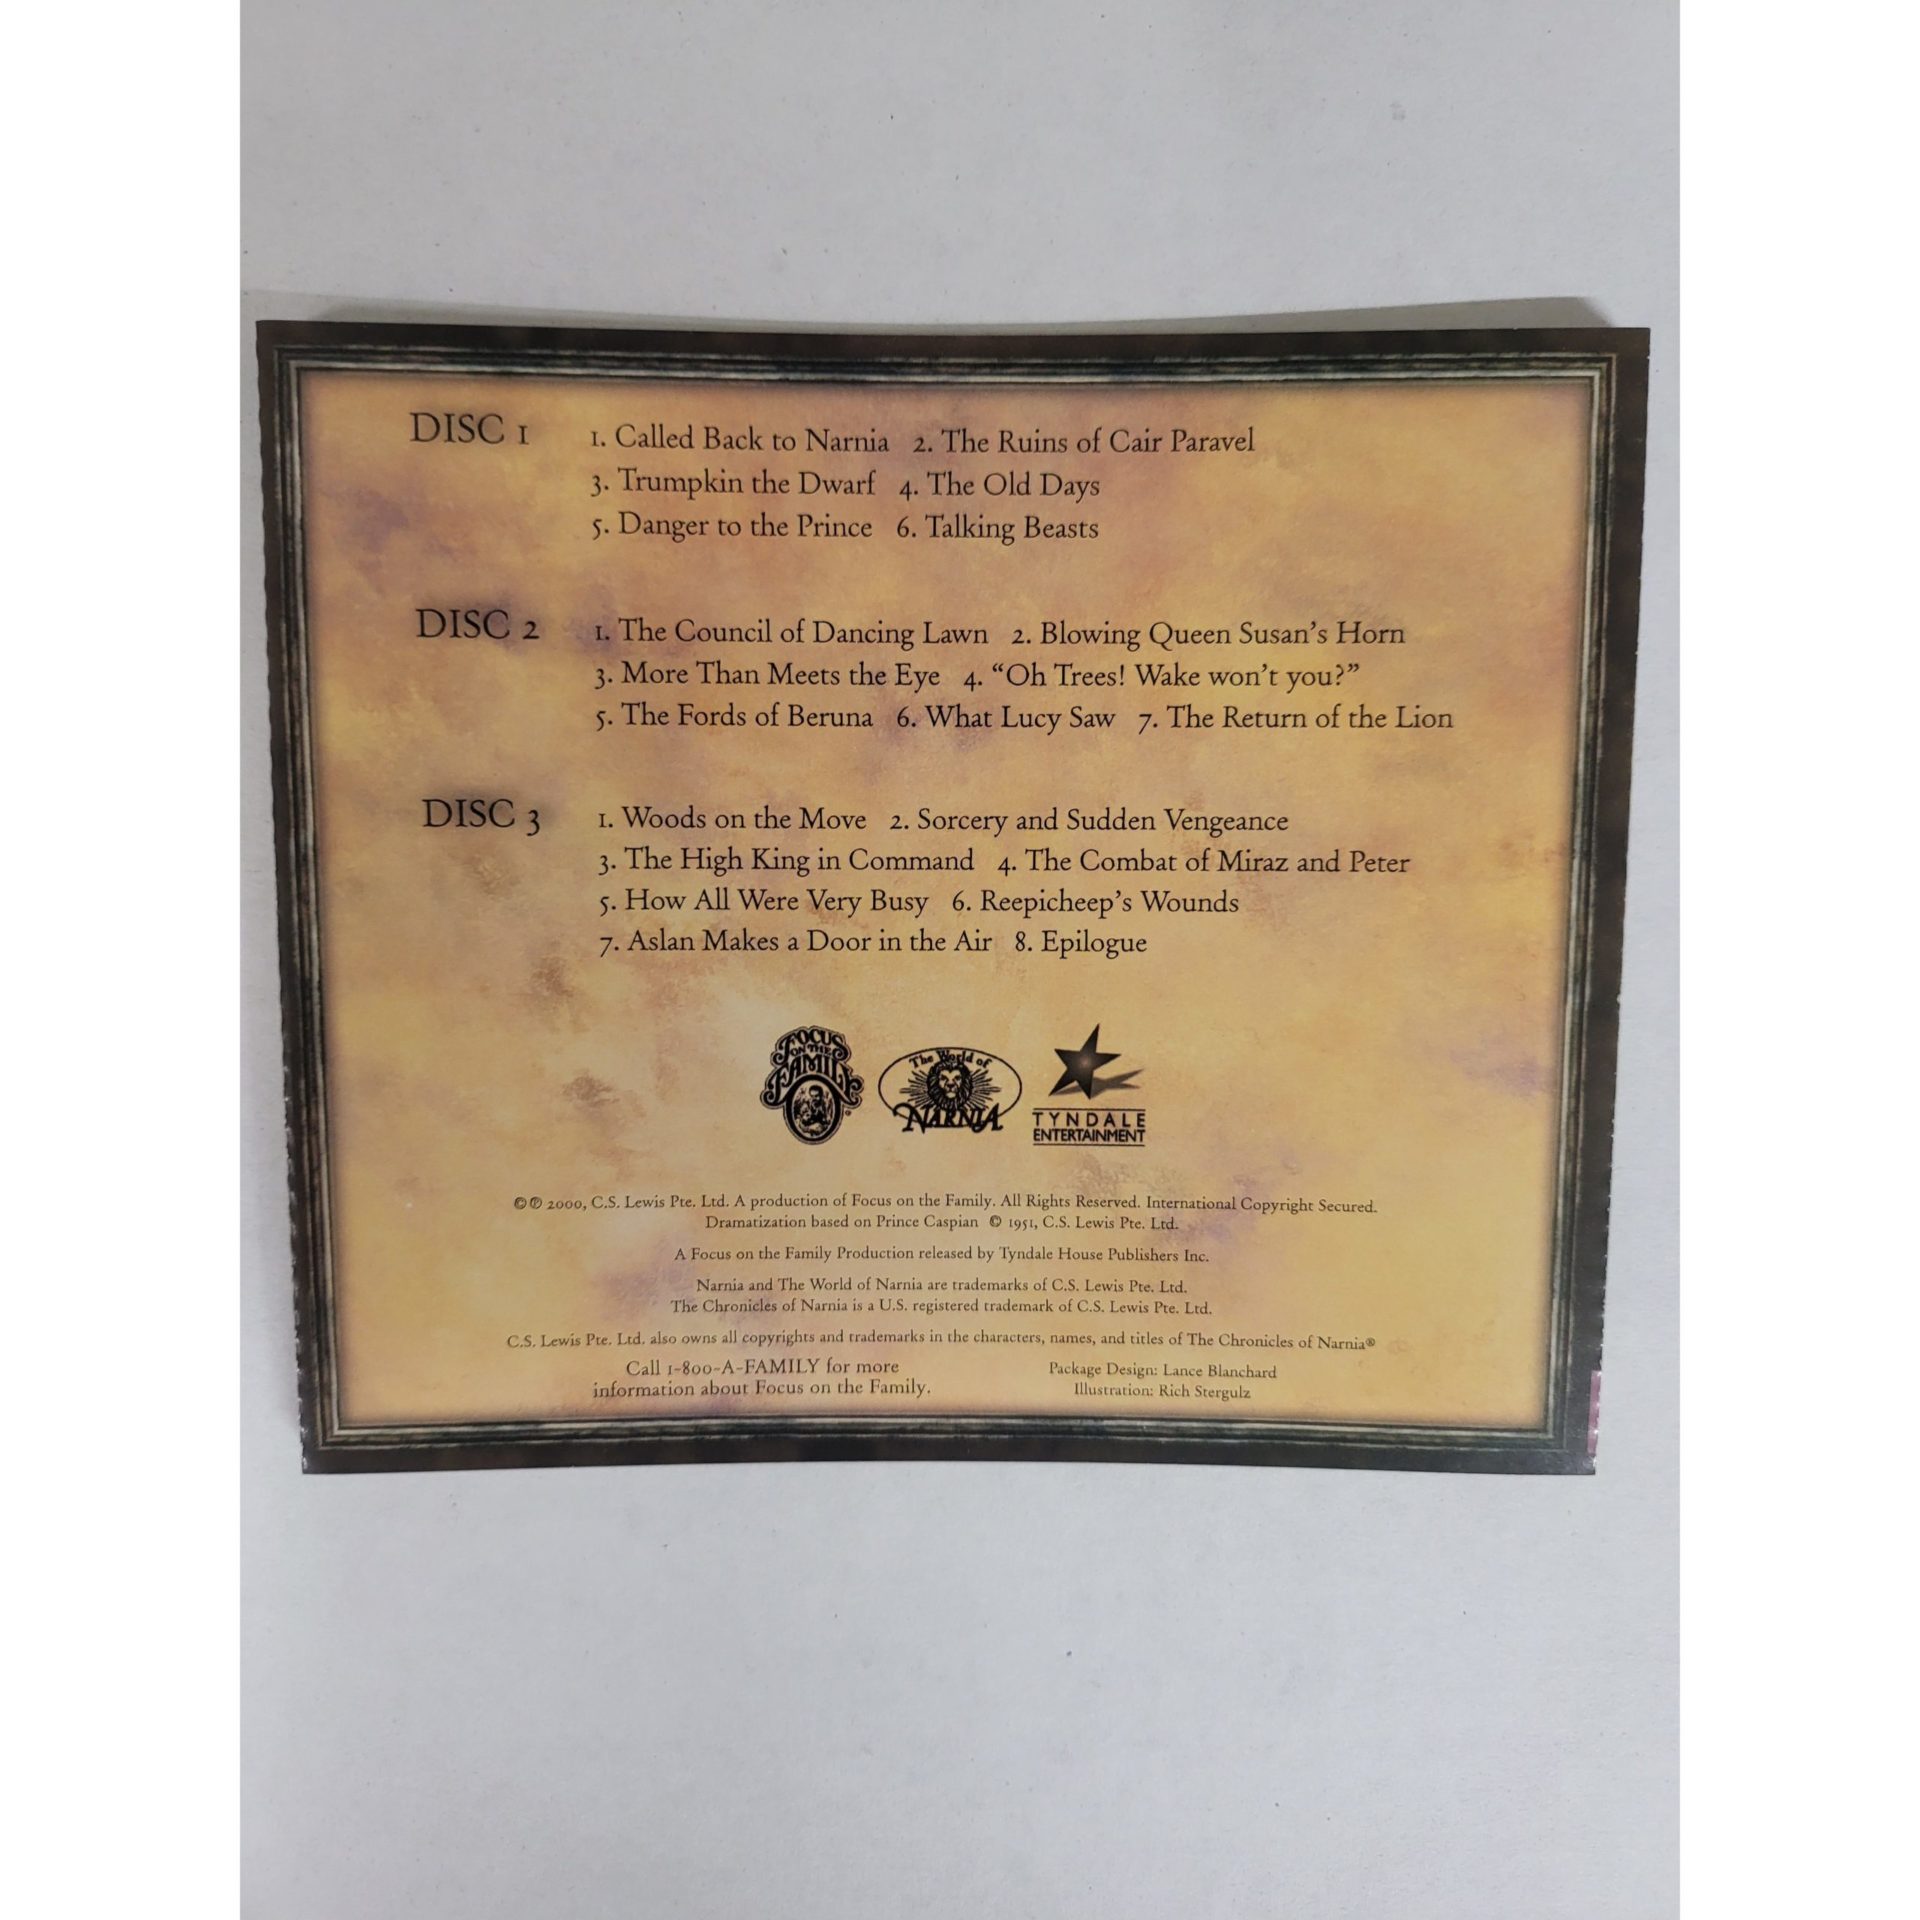 DISC 1
1. Called Back to Narnia 2. The Ruins of Cair Paravel
3. Trumpkin the Dwarf 4. The Old Days
5. Danger to the Prince 6. Talking Beasts
DISC 2
1. The Council of Dancing Lawn 2. Blowing Queen Susan's Horn
3. More Than Meets the Eye 4. “Oh Trees! Wake won't you?”
5. The Fords of Beruna 6. What Lucy Saw 7. The Return of the Lion
DISC 3
1. Woods on the Move 2. Sorcery and Sudden Vengeance
3. The High King in Command 4. The Combat of Miraz and Peter
5. How All Were Very Busy 6. Reepicheep's Wounds
7. Aslan Makes a Door in the Air 8. Epilogue
FOCUS
ON THE
FAMILY
The World of
NARNIA
TYNDALE
ENTERTAINMENT
©℗ 2000, C.S. Lewis Pte. Ltd. A production of Focus on the Family. All Rights Reserved. International Copyright Secured.
Dramatization based on Prince Caspian © 1951, C.S. Lewis Pte. Ltd.
A Focus on the Family Production released by Tyndale House Publishers Inc.
Narnia and The World of Narnia are trademarks of C.S. Lewis Pte. Ltd.
The Chronicles of Narnia is a U.S. registered trademark of C.S. Lewis Pte. Ltd.
C.S. Lewis Pte. Ltd. also owns all copyrights and trademarks in the characters, names, and titles of The Chronicles of Narnia®
Call 1-800-A-FAMILY for more
information about Focus on the Family.
Package Design: Lance Blanchard
Illustration: Rich Stergulz